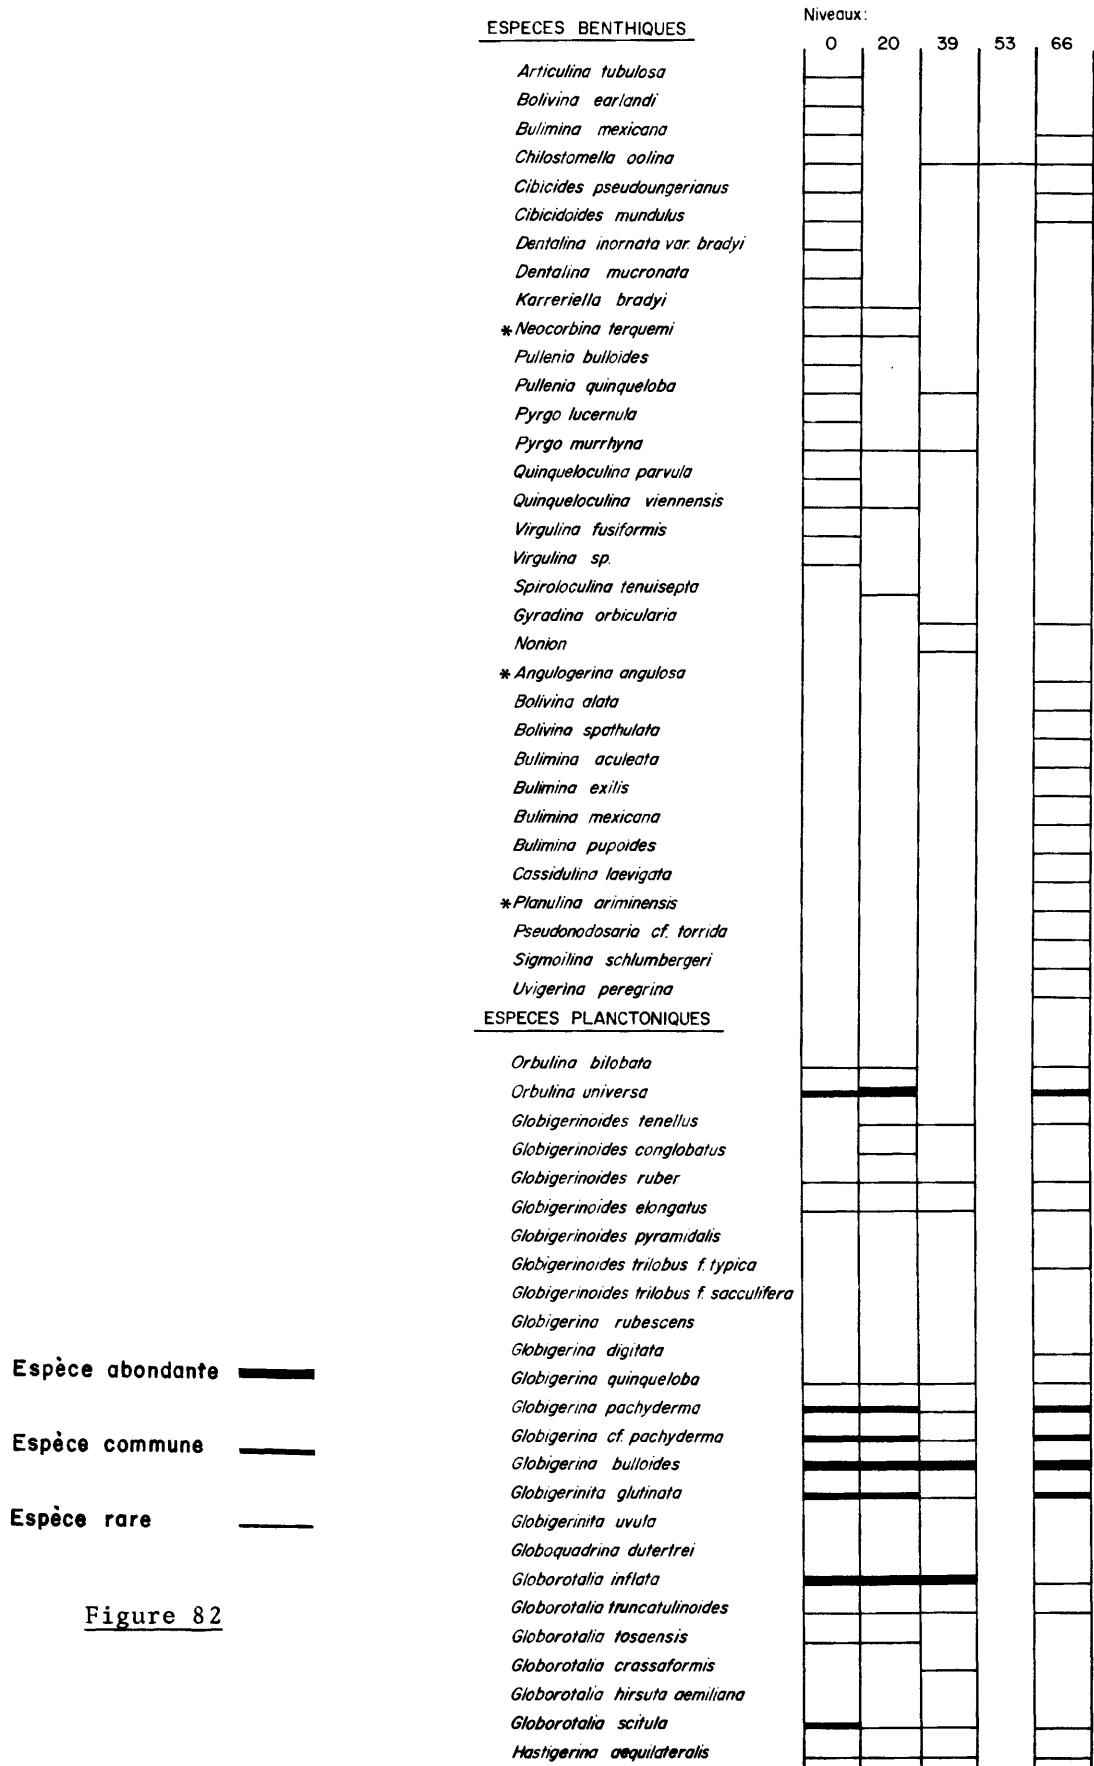 Niveaux:
ESPECES BENTHIQUES
0 20 39 53 66
Articulina tubulosa
Bolivina earlandi
Bulimina mexicana
Chilostomella oolina
Cibicides pseudoungerianus
Cibicidoides mundulus
Dentalina inornata var. bradyi
Dentalina mucronata
Karreriella bradyi
* Neocorbina terquemi
Pullenia bulloides
Pullenia quinqueloba
Pyrgo lucernula
Pyrgo murrhyna
Quinqueloculina parvula
Quinqueloculina viennensis
Virgulina fusiformis
Virgulina sp.
Spiroloculina tenuisepta
Gyradina orbicularia
Nonion
* Angulogerina angulosa
Bolivina alata
Bolivina spathulata
Bulimina aculeata
Bulimina exilis
Bulimina mexicana
Bulimina pupoides
Cassidulina laevigata
* Planulina ariminensis
Pseudonodosaria cf. torrida
Sigmoilina schlumbergeri
Uvigerina peregrina
ESPECES PLANCTONIQUES
Orbulina bilobata
Orbulina universa
Globigerinoides tenellus
Globigerinoides conglobatus
Globigerinoides ruber
Globigerinoides elongatus
Globigerinoides pyramidalis
Globigerinoides trilobus f. typica
Globigerinoides trilobus f. sacculifera
Globigerina rubescens
Globigerina digitata
Globigerina quinqueloba
Globigerina pachyderma
Globigerina cf. pachyderma
Globigerina bulloides
Globigerinita glutinata
Globigerinita uvula
Globoquadrina dutertrei
Globorotalia inflata
Globorotalia truncatulinoides
Globorotalia tosaensis
Globorotalia crassaformis
Globorotalia hirsuta aemiliana
Globorotalia scitula
Hastigerina aequilateralis
Espèce abondante
Espèce commune
Espèce rare
Figure 82